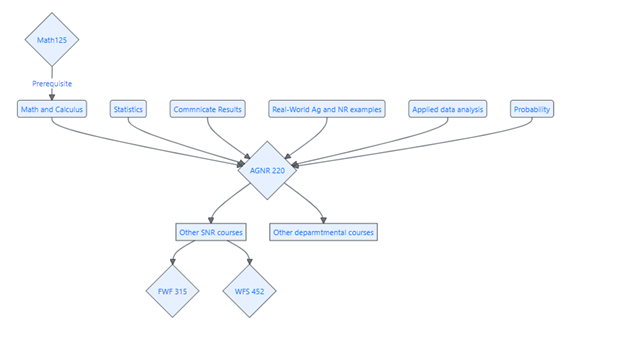 Math125
Prerequisite
Math and Calculus
Statistics
Commnicate Results
Real-World Ag and NR examples
Applied data analysis
Probability
AGNR 220
Other SNR courses
Other deparmtmental courses
FWF 315
WFS 452